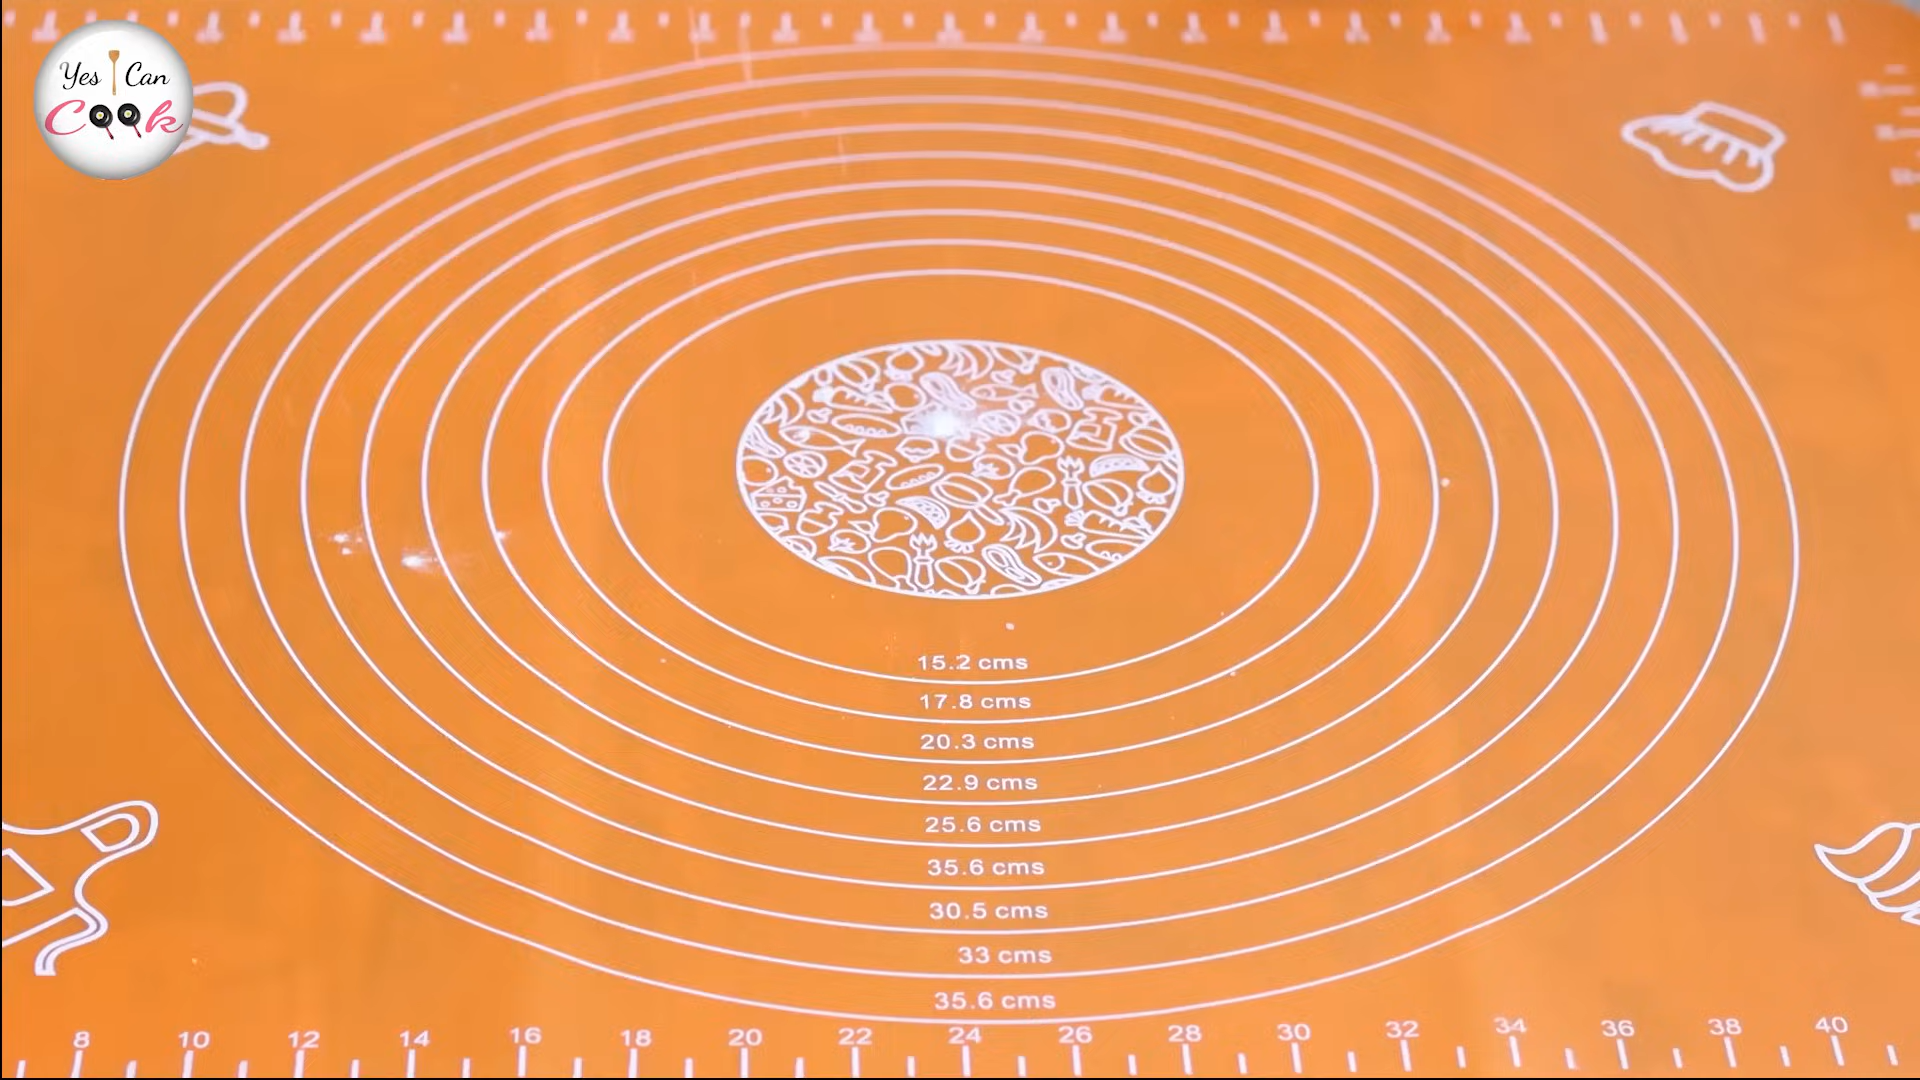 Yes Can
Cook
15.2 cms
17.8 cms
20.3 cms
22.9 cms
25.6 cms
35.6 cms
30.5 cms
33 cms
35.6 cms
8 10 12 14 16 18 20 22 24 26 28 30 32 34 36 38 40